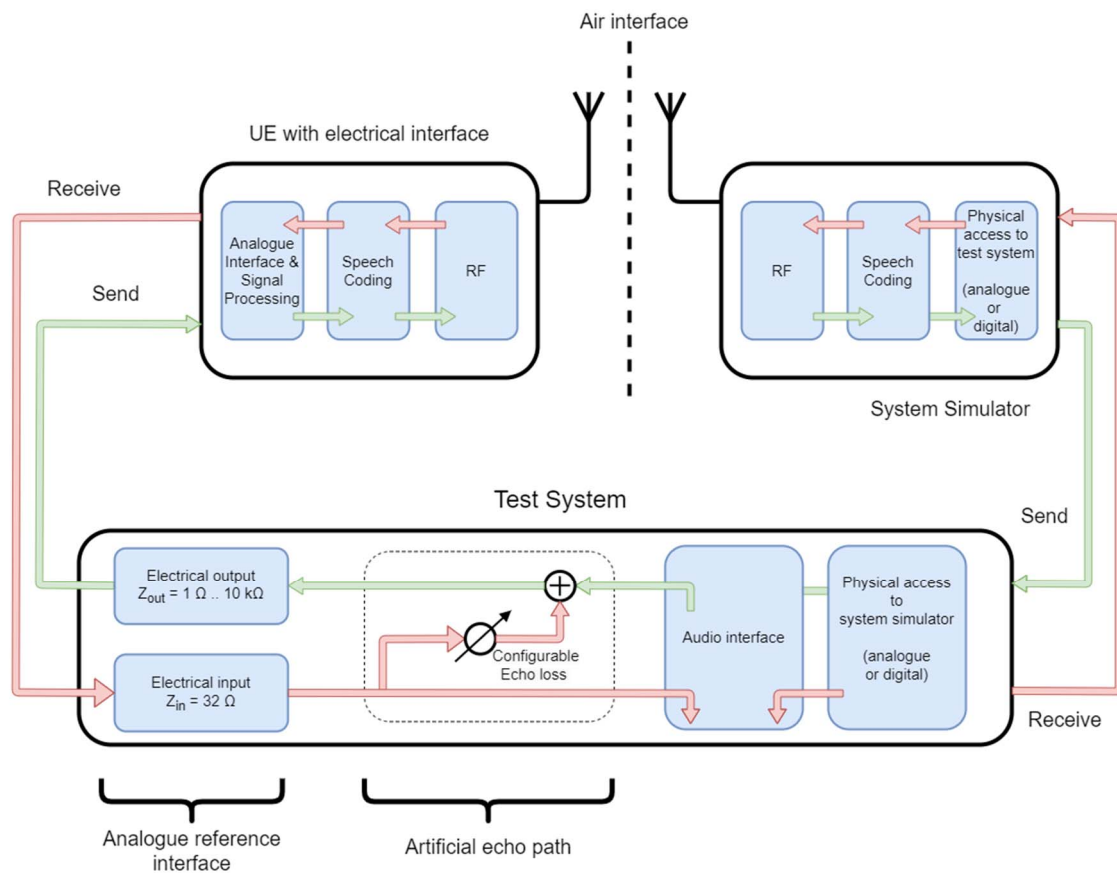 Air interface
UE with electrical interface
Receive
Send
Analogue
Interface &
Signal
Processing
Speech
Coding
RF
RF
Speech
Coding
Physical
access to
test system
(analogue
or
digital)
System Simulator
Test System
Send
Electrical output
Zout = 1 Ω .. 10 kΩ
Electrical input
Zin = 32 Ω
Configurable
Echo loss
Audio interface
Physical access
to
system simulator
(analogue
or digital)
Receive
Analogue reference
interface
Artificial echo path